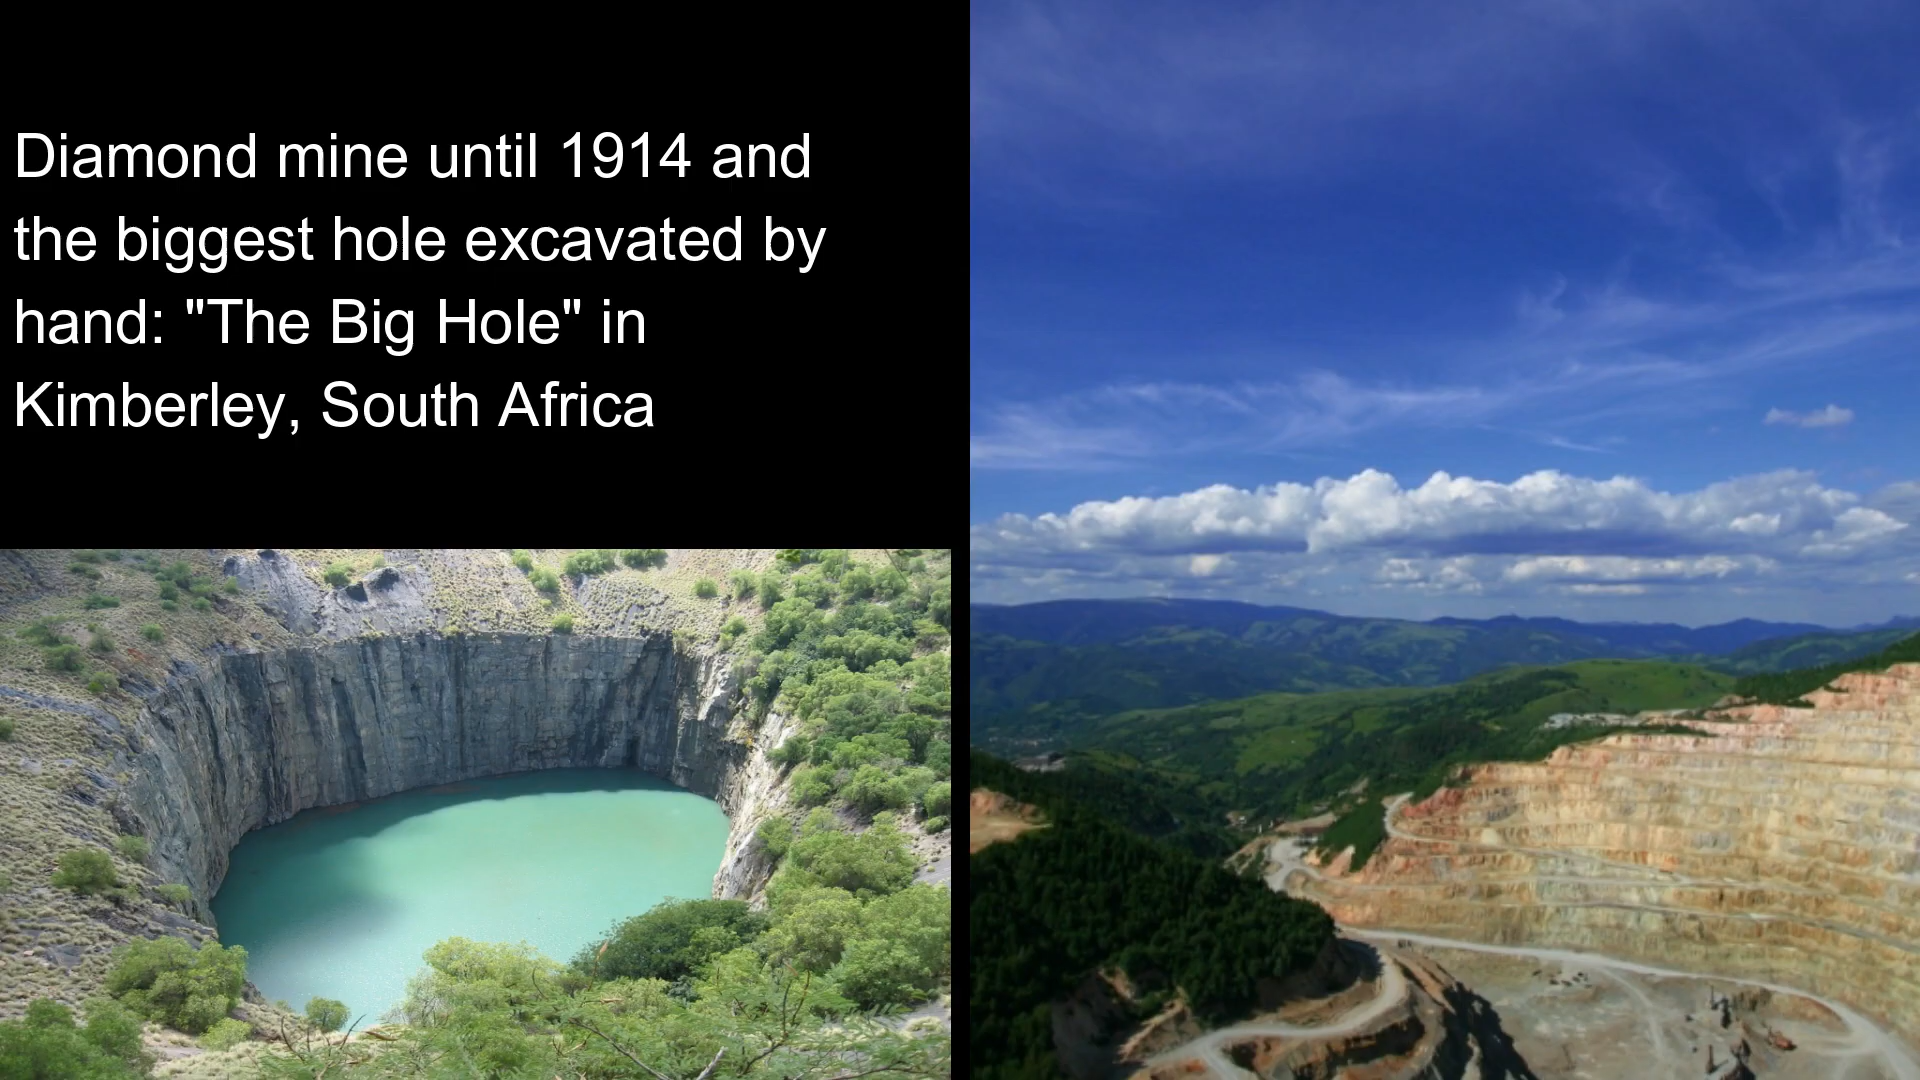 Diamond mine until 1914 and
the biggest hole excavated by
hand: "The Big Hole" in
Kimberley, South Africa